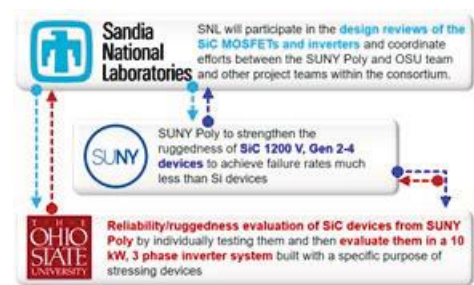 Sandia
National
Laboratories
SNL will participate in the design reviews of the
SiC MOSFETs and inverters and coordinate
efforts between the SUNY Poly and OSU team
and other project teams within the consortium.
SUNY
SUNY Poly to strengthen the
ruggedness of SiC 1200 V, Gen 2-4
devices to achieve failure rates much
less than Si devices
THE
OHIO
STATE
UNIVERSITY
Reliability/ruggedness evaluation of SiC devices from SUNY
Poly by individually testing them and then evaluate them in a 10
kW, 3 phase inverter system built with a specific purpose of
stressing devices